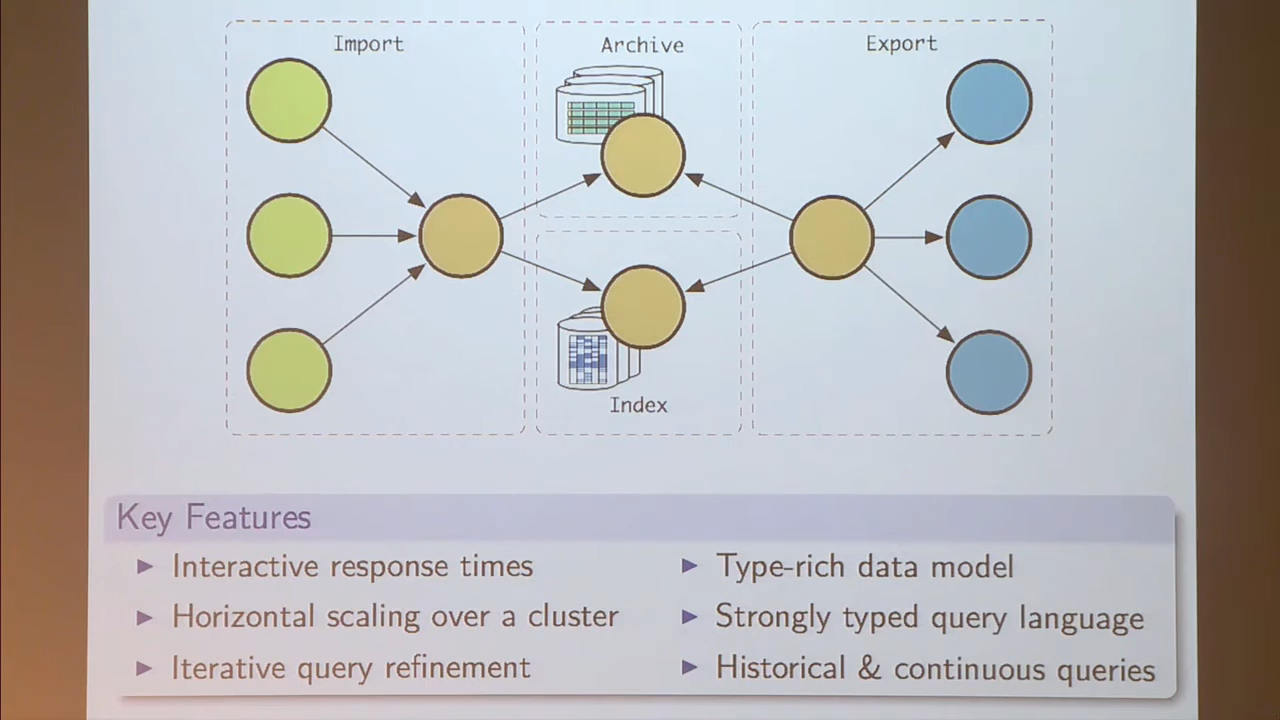 Import
Archive
Export
Index
Key Features
Interactive response times
Horizontal scaling over a cluster
Iterative query refinement
Type-rich data model
Strongly typed query language
Historical & continuous queries